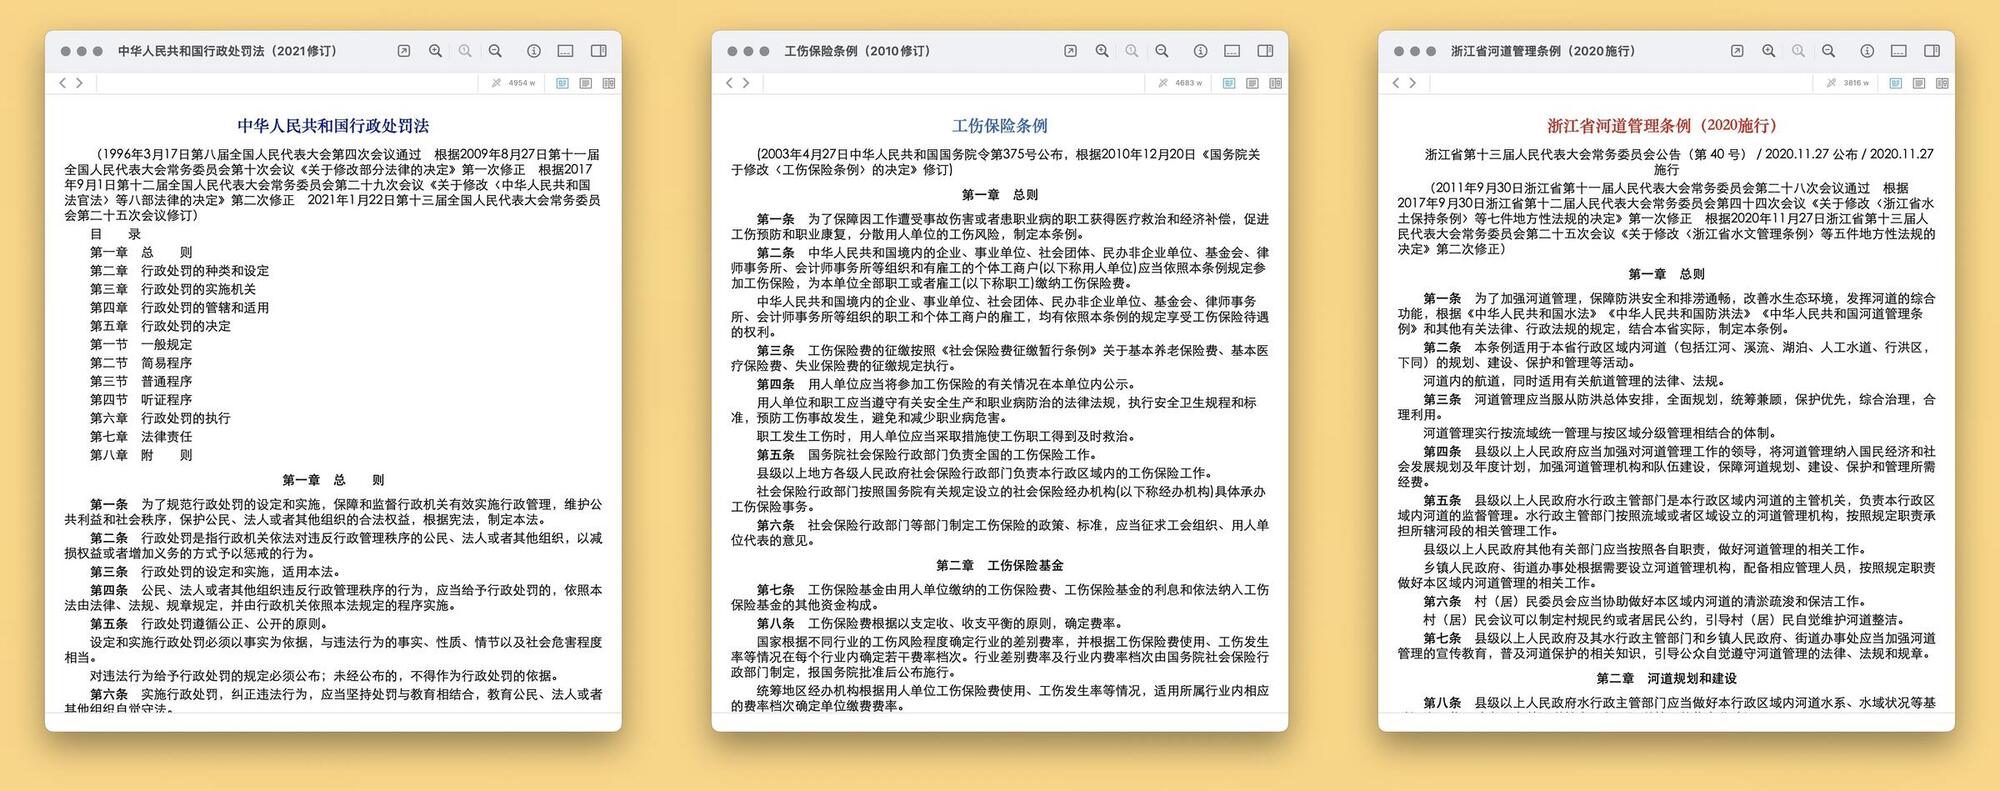 中华人民共和国行政处罚法（2021修订）
4954 w
中华人民共和国行政处罚法
（1996年3月17日第八届全国人民代表大会第四次会议通过　根据2009年8月27日第十一届
全国人民代表大会常务委员会第十次会议《关于修改部分法律的决定》第一次修正　根据2017
年9月1日第十二届全国人民代表大会常务委员会第二十九次会议《关于修改〈中华人民共和国
法官法〉等八部法律的决定》第二次修正　2021年1月22日第十三届全国人民代表大会常务委员
会第二十五次会议修订）
目　　录
第一章　总　　则
第二章　行政处罚的种类和设定
第三章　行政处罚的实施机关
第四章　行政处罚的管辖和适用
第五章　行政处罚的决定
第一节　一般规定
第二节　简易程序
第三节　普通程序
第四节　听证程序
第六章　行政处罚的执行
第七章　法律责任
第八章　附　　则
第一章　总　　则
第一条　为了规范行政处罚的设定和实施，保障和监督行政机关有效实施行政管理，维护公
共利益和社会秩序，保护公民、法人或者其他组织的合法权益，根据宪法，制定本法。
第二条　行政处罚是指行政机关依法对违反行政管理秩序的公民、法人或者其他组织，以减
损权益或者增加义务的方式予以惩戒的行为。
第三条　行政处罚的设定和实施，适用本法。
第四条　公民、法人或者其他组织违反行政管理秩序的行为，应当给予行政处罚的，依照本
法由法律、法规、规章规定，并由行政机关依照本法规定的程序实施。
第五条　行政处罚遵循公正、公开的原则。
设定和实施行政处罚必须以事实为依据，与违法行为的事实、性质、情节以及社会危害程度
相当。
对违法行为给予行政处罚的规定必须公布；未经公布的，不得作为行政处罚的依据。
第六条　实施行政处罚，纠正违法行为，应当坚持处罚与教育相结合，教育公民、法人或者
其他组织自觉守法。
工伤保险条例（2010修订）
4683 w
工伤保险条例
(2003年4月27日中华人民共和国国务院令第375号公布，根据2010年12月20日《国务院关
于修改〈工伤保险条例〉的决定》修订)
第一章　总则
第一条　为了保障因工作遭受事故伤害或者患职业病的职工获得医疗救治和经济补偿，促进
工伤预防和职业康复，分散用人单位的工伤风险，制定本条例。
第二条　中华人民共和国境内的企业、事业单位、社会团体、民办非企业单位、基金会、律
师事务所、会计师事务所等组织和有雇工的个体工商户(以下称用人单位)应当依照本条例规定参
加工伤保险，为本单位全部职工或者雇工(以下称职工)缴纳工伤保险费。
中华人民共和国境内的企业、事业单位、社会团体、民办非企业单位、基金会、律师事务
所、会计师事务所等组织的职工和个体工商户的雇工，均有依照本条例的规定享受工伤保险待遇
的权利。
第三条　工伤保险费的征缴按照《社会保险费征缴暂行条例》关于基本养老保险费、基本医
疗保险费、失业保险费的征缴规定执行。
第四条　用人单位应当将参加工伤保险的有关情况在本单位内公示。
用人单位和职工应当遵守有关安全生产和职业病防治的法律法规，执行安全卫生规程和标
准，预防工伤事故发生，避免和减少职业病危害。
职工发生工伤时，用人单位应当采取措施使工伤职工得到及时救治。
第五条　国务院社会保险行政部门负责全国的工伤保险工作。
县级以上地方各级人民政府社会保险行政部门负责本行政区域内的工伤保险工作。
社会保险行政部门按照国务院有关规定设立的社会保险经办机构(以下称经办机构)具体承办
工伤保险事务。
第六条　社会保险行政部门等部门制定工伤保险的政策、标准，应当征求工会组织、用人单
位代表的意见。
第二章　工伤保险基金
第七条　工伤保险基金由用人单位缴纳的工伤保险费、工伤保险基金的利息和依法纳入工伤
保险基金的其他资金构成。
第八条　工伤保险费根据以支定收、收支平衡的原则，确定费率。
国家根据不同行业的工伤风险程度确定行业的差别费率，并根据工伤保险费使用、工伤发生
率等情况在每个行业内确定若干费率档次。行业差别费率及行业内费率档次由国务院社会保险行
政部门制定，报国务院批准后公布施行。
统筹地区经办机构根据用人单位工伤保险费使用、工伤发生率等情况，适用所属行业内相应
的费率档次确定单位缴费费率。
浙江省河道管理条例（2020施行）
3816 w
浙江省河道管理条例（2020施行）
浙江省第十三届人民代表大会常务委员会公告（第 40 号） / 2020.11.27 公布 / 2020.11.27
施行
（2011年9月30日浙江省第十一届人民代表大会常务委员会第二十八次会议通过　根据
2017年9月30日浙江省第十二届人民代表大会常务委员会第四十四次会议《关于修改〈浙江省水
土保持条例〉等七件地方性法规的决定》第一次修正　根据2020年11月27日浙江省第十三届人
民代表大会常务委员会第二十五次会议《关于修改〈浙江省水文管理条例〉等五件地方性法规的
决定》第二次修正）
第一章　总则
第一条　为了加强河道管理，保障防洪安全和排涝通畅，改善水生态环境，发挥河道的综合
功能，根据《中华人民共和国水法》《中华人民共和国防洪法》《中华人民共和国河道管理条
例》和其他有关法律、行政法规的规定，结合本省实际，制定本条例。
第二条　本条例适用于本省行政区域内河道（包括江河、溪流、湖泊、人工水道、行洪区，
下同）的规划、建设、保护和管理等活动。
河道内的航道，同时适用有关航道管理的法律、法规。
第三条　河道管理应当服从防洪总体安排，全面规划，统筹兼顾，保护优先，综合治理，合
理利用。
河道管理实行按流域统一管理与按区域分级管理相结合的体制。
第四条　县级以上人民政府应当加强对河道管理工作的领导，将河道管理纳入国民经济和社
会发展规划及年度计划，加强河道管理机构和队伍建设，保障河道规划、建设、保护和管理所需
经费。
第五条　县级以上人民政府水行政主管部门是本行政区域内河道的主管机关，负责本行政区
域内河道的监督管理。水行政主管部门按照流域或者区域设立的河道管理机构，按照规定职责承
担所辖河段的相关管理工作。
县级以上人民政府其他有关部门应当按照各自职责，做好河道管理的相关工作。
乡镇人民政府、街道办事处根据需要设立河道管理机构，配备相应管理人员，按照规定职责
做好本区域内河道管理的相关工作。
第六条　村（居）民委员会应当协助做好本区域内河道的清淤疏浚和保洁工作。
村（居）民会议可以制定村规民约或者居民公约，引导村（居）民自觉维护河道整洁。
第七条　县级以上人民政府及其水行政主管部门和乡镇人民政府、街道办事处应当加强河道
管理的宣传教育，普及河道保护的相关知识，引导公众自觉遵守河道管理的法律、法规和规章。
第二章　河道规划和建设
第八条　县级以上人民政府水行政主管部门应当做好本行政区域内河道水系、水域状况等基